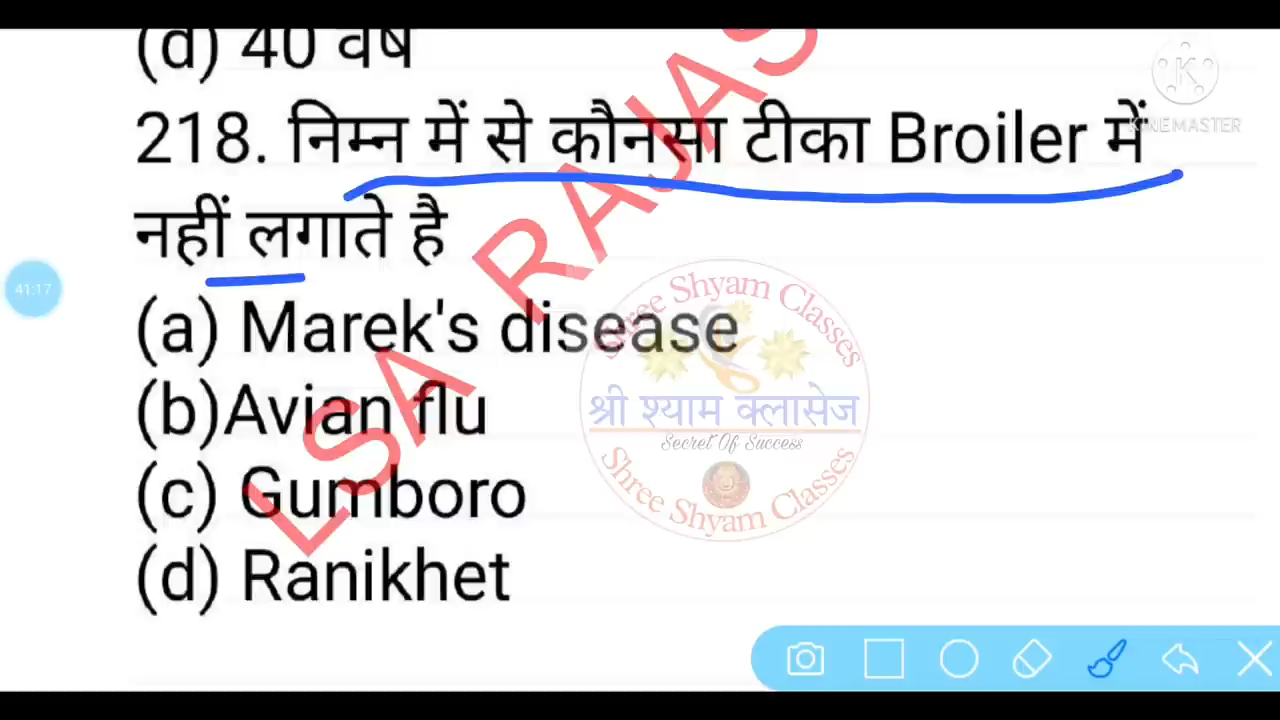 (d) 40 वर्ष
218. निम्न में से कौनसा टीका Broiler में
नहीं लगाते है
(a) Marek's disease
(b)Avian flu
(c) Gumboro
(d) Ranikhet
LSA RAJAS
KINEMASTER
41:17
Shree Shyam Classes
श्री श्याम क्लासेज
Secret Of Success
Shree Shyam Classes